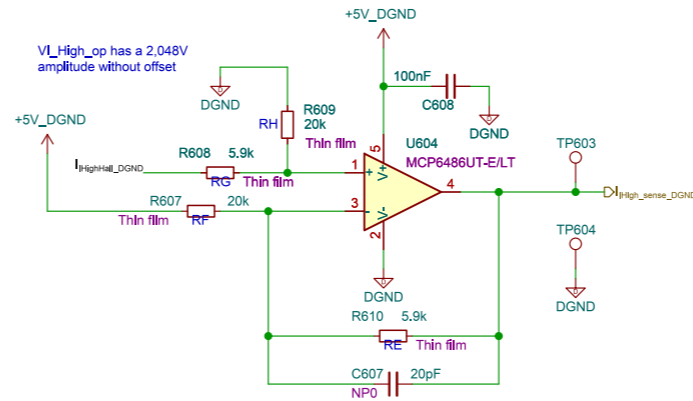 +5V_DGND
VI_High_op has a 2,048V
amplitude without offset
100nF
C608
DGND
DGND
R609
RH
20k
Thin film
+5V_DGND
U604
MCP6486UT-E/LT
TP603
R608
5.9k
IIHighHall_DGND
RG
Thin film
1
+
5
V+
4
IIHigh_sense_DGND
R607
20k
Thin film
RF
3
-
V-
2
TP604
DGND
DGND
R610
5.9k
RE
Thin film
C607
20pF
NP0